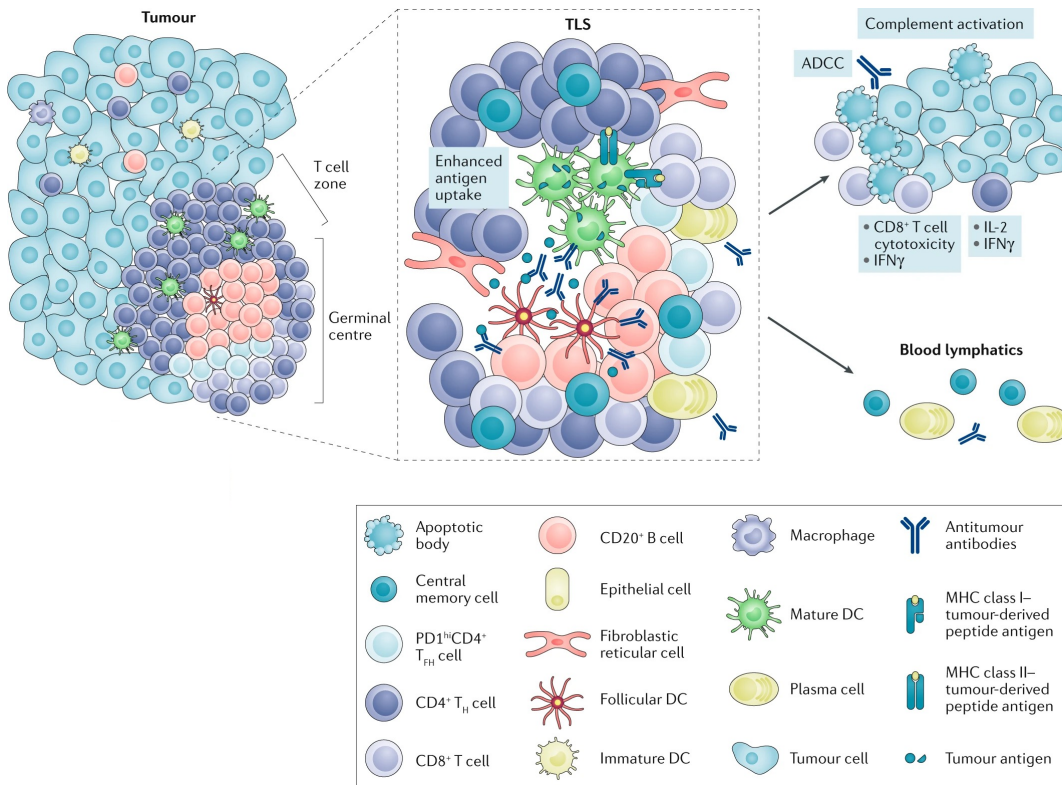 Tumour
T cell
zone
Germinal
centre
TLS
Enhanced
antigen
uptake
Complement activation
ADCC
• CD8⁺ T cell
cytotoxicity
• IFNγ
• IL-2
• IFNγ
Blood lymphatics
Apoptotic
body
Central
memory cell
PD1ʰⁱCD4⁺
T_FH cell
CD4⁺ T_H cell
CD8⁺ T cell
CD20⁺ B cell
Epithelial cell
Fibroblastic
reticular cell
Follicular DC
Immature DC
Macrophage
Mature DC
Plasma cell
Tumour cell
Antitumour
antibodies
MHC class I–
tumour-derived
peptide antigen
MHC class II–
tumour-derived
peptide antigen
Tumour antigen